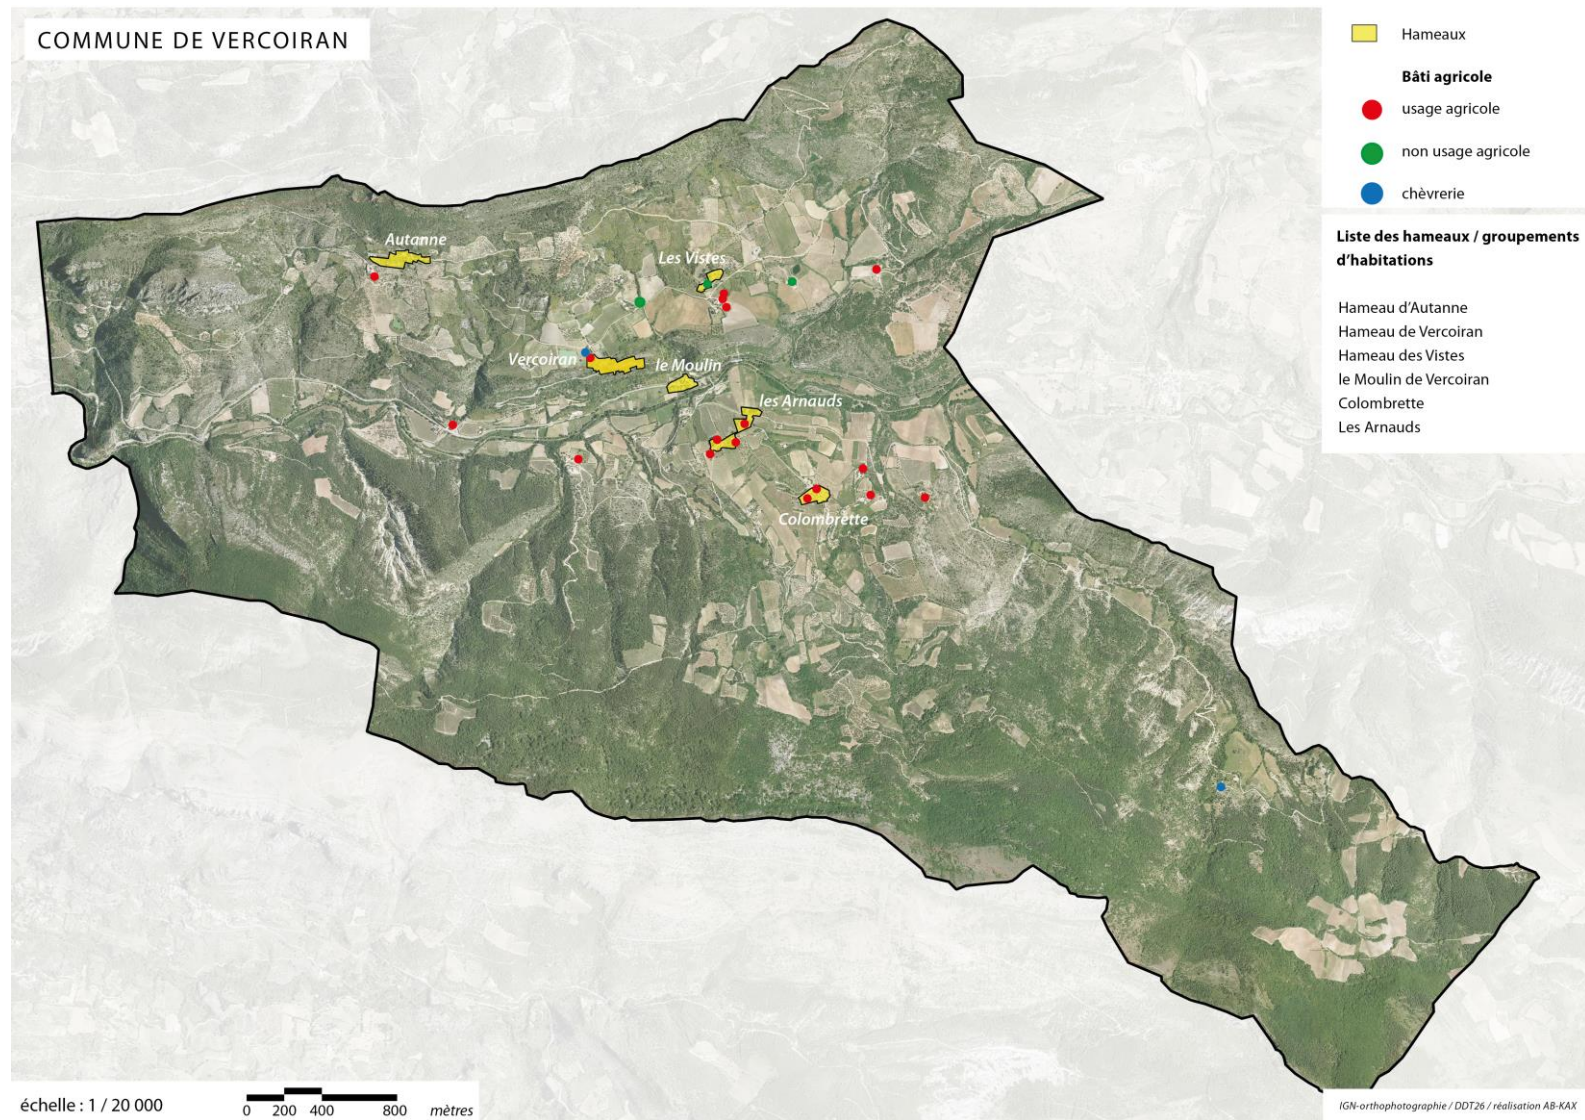 COMMUNE DE VERCOIRAN
Hameaux
Bâti agricole
usage agricole
non usage agricole
chèvrerie
Liste des hameaux / groupements
d'habitations
Hameau d'Autanne
Hameau de Vercoiran
Hameau des Vistes
le Moulin de Vercoiran
Colombrette
Les Arnauds
Autanne
Les Vistes
Vercoiran
le Moulin
les Arnauds
Colombrette
échelle : 1 / 20 000
0 200 400 800 mètres
IGN-orthophotographie / DDT26 / réalisation AB-KAX